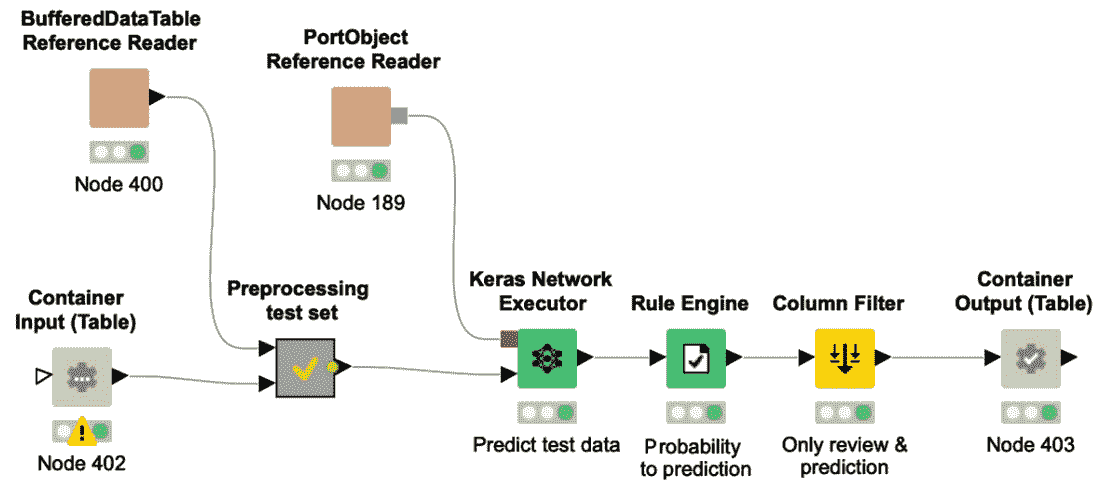 BufferedDataTable
Reference Reader
Node 400
PortObject
Reference Reader
Node 189
Container
Input (Table)
Node 402
Preprocessing
test set
Keras Network
Executor
Predict test data
Rule Engine
Probability
to prediction
Column Filter
Only review &
prediction
Container
Output (Table)
Node 403